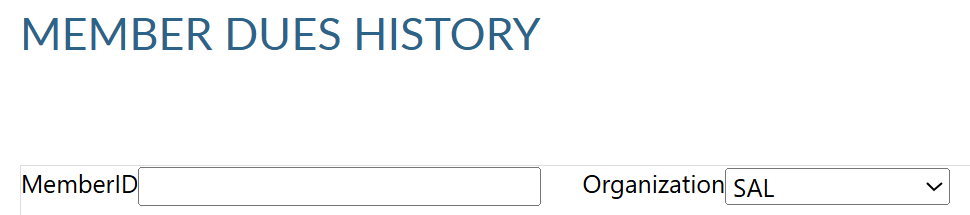 MEMBER DUES HISTORY
MemberID Organization SAL